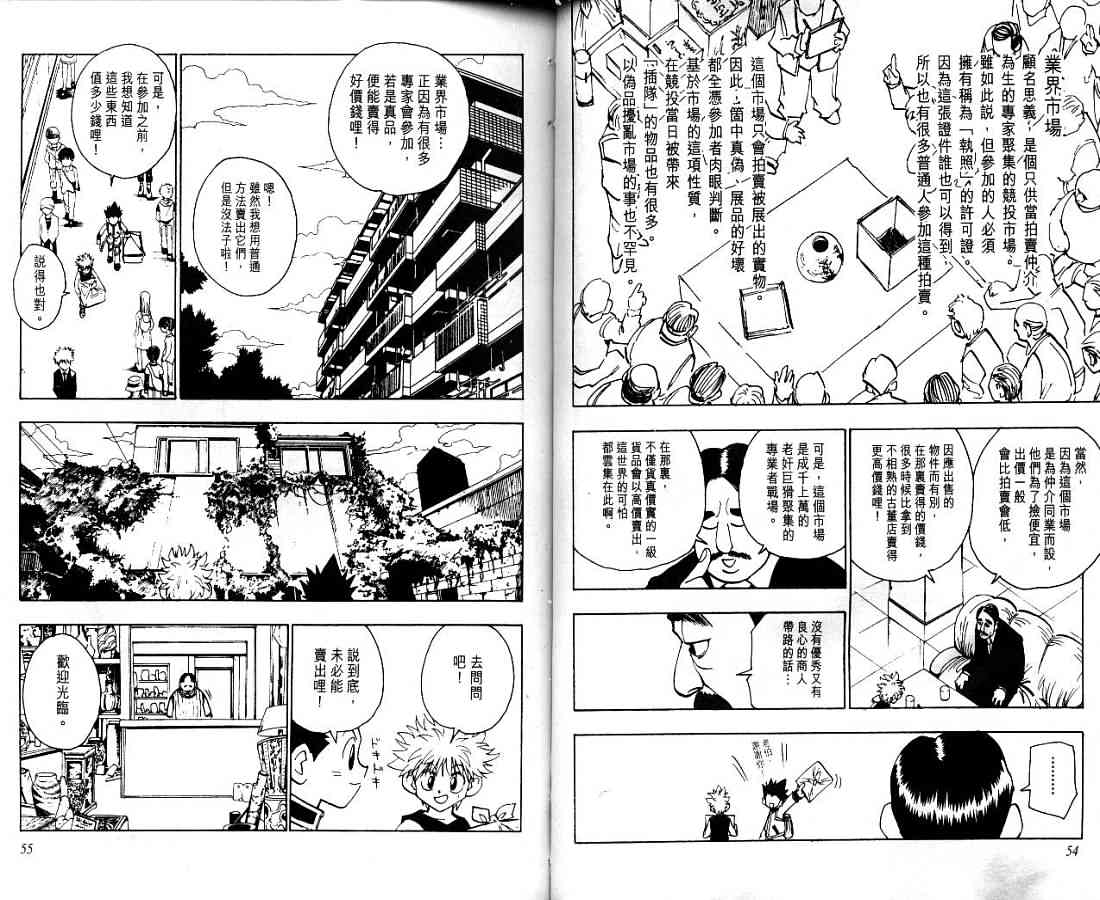 業界市場
顧名思義，是個只供當拍賣仲介
為生的專家聚集的競投市場。
雖如此說，但參加的人必須
擁有稱為「執照」的許可證。
因為這張證件誰也可以得到…
所以也有很多普通人參加這種拍賣。
這個市場只會拍賣被展出的實物
因此，箇中真偽、展品的好壞
都全憑參加者肉眼判斷。
基於市場的這項性質，
在競投當日被帶來
「插隊」的物品也有很多。
以偽品擾亂市場的事也不罕見。
當然，
因為這個市場
是為仲介同業而設，
他們為了撿便宜，
出價一般
會比拍賣會低，
因應出售的
物件而有別，
在那裏賣得的價錢，
很多時候比拿到
不相熟的古董店賣得
更高價錢哩！
可是，這個市場
是成千上萬的
老奸巨猾聚集的
專業者戰場。
在那裏，
不僅貨真價實的一級
貨品會以高價賣出，
這世界的可怕
都雲集在此啊。
沒有優秀又有
良心的商人
帶路的話…
………
老伯
謝謝你
54
業界市場…
正因為有很多
專家會參加，
若是真品，
便能賣得
好價錢哩！
嗯！
雖然我想用普通
方法賣出它們，
但是沒法子啦！
可是，
在參加之前，
我想知道
這些東西
值多少錢哩！
說得也對。
去問問
吧！
說到底，
未必能
賣出哩！
ドキ
ドキ
歡迎光臨。
55